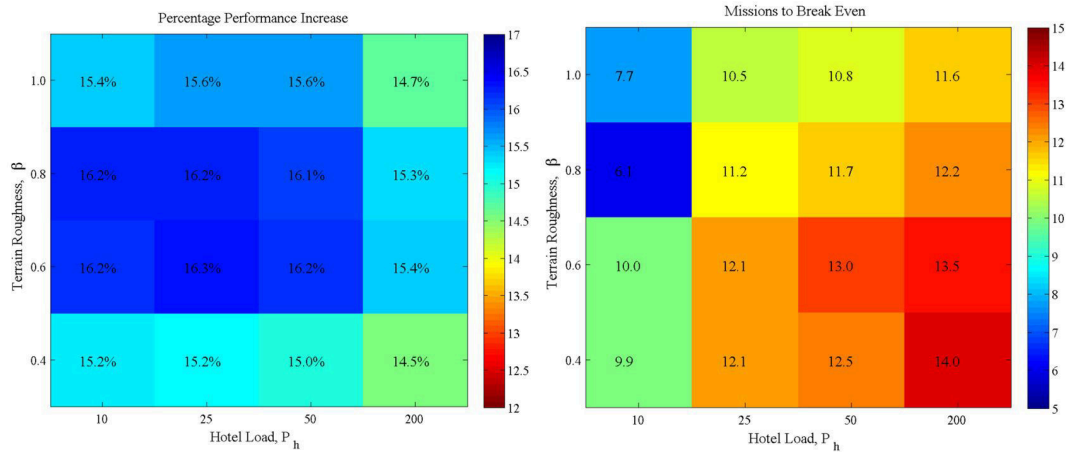 Percentage Performance Increase
Terrain Roughness, β
1.0
0.8
0.6
0.4
15.4% 15.6% 15.6% 14.7%
16.2% 16.2% 16.1% 15.3%
16.2% 16.3% 16.2% 15.4%
15.2% 15.2% 15.0% 14.5%
10 25 50 200
Hotel Load, P h
17
16.5
16
15.5
15
14.5
14
13.5
13
12.5
12
Missions to Break Even
Terrain Roughness, β
1.0
0.8
0.6
0.4
7.7 10.5 10.8 11.6
6.1 11.2 11.7 12.2
10.0 12.1 13.0 13.5
9.9 12.1 12.5 14.0
10 25 50 200
Hotel Load, P h
15
14
13
12
11
10
9
8
7
6
5